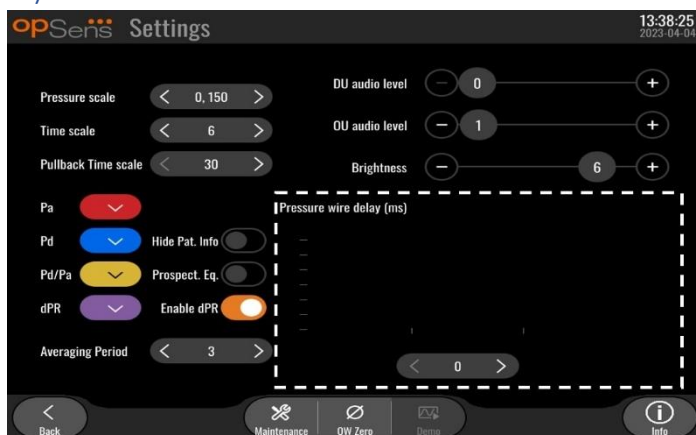 opSens Settings
13:38:25
2023-04-04
Pressure scale < 0,150 >
Time scale < 6 >
Pullback Time scale < 30 >
DU audio level − 0 +
OU audio level − 1 +
Brightness − 6 +
Pa
Pd Hide Pat. Info
Pd/Pa Prospect. Eq.
dPR Enable dPR
Averaging Period < 3 >
Pressure wire delay (ms)
< 0 >
Back
Maintenance
OW Zero
Demo
Info